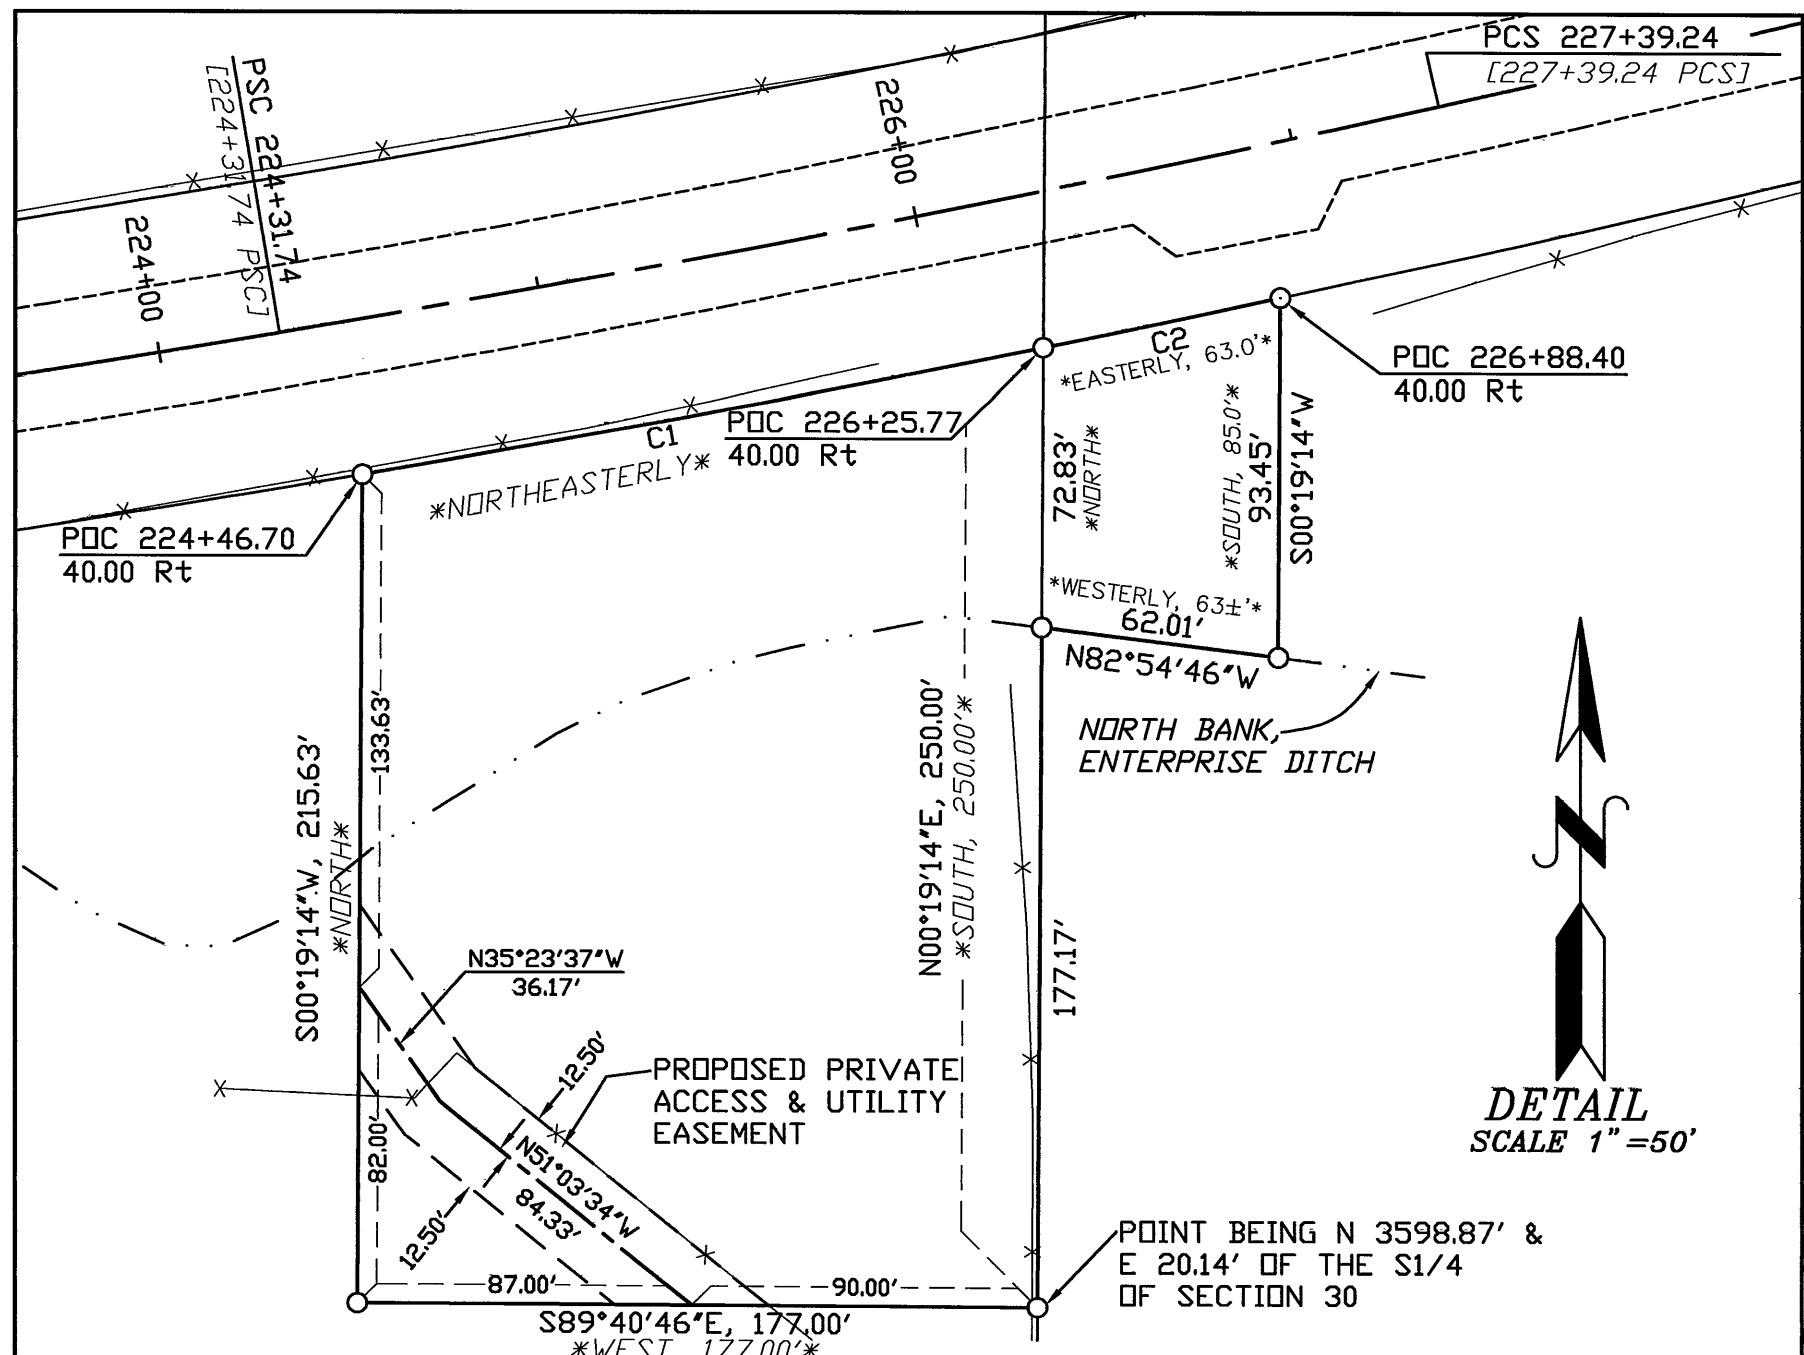 PCS 227+39.24
[227+39.24 PCS]
PSC 224+31.74
[224+31.74 PSC]
224+00
226+00
POC 226+88.40
40.00 Rt
C2
*EASTERLY, 63.0'*
POC 226+25.77
40.00 Rt
C1
*NORTHEASTERLY*
POC 224+46.70
40.00 Rt
72.83'
*NORTH*
*SOUTH, 85.0'*
93.45'
S00°19'14"W
*WESTERLY, 63±'*
62.01'
N82°54'46"W
NORTH BANK,
ENTERPRISE DITCH
133.63'
S00°19'14"W, 215.63'
*NORTH*
N00°19'14"E, 250.00'
*SOUTH, 250.00'*
177.17'
N35°23'37"W
36.17'
12.50'
PROPOSED PRIVATE
ACCESS & UTILITY
EASEMENT
82.00'
N51°03'34"W
84.33'
12.50'
87.00'
90.00'
S89°40'46"E, 177.00'
*WEST, 177.00'*
POINT BEING N 3598.87' &
E 20.14' OF THE S1/4
OF SECTION 30
N
DETAIL
SCALE 1"=50'